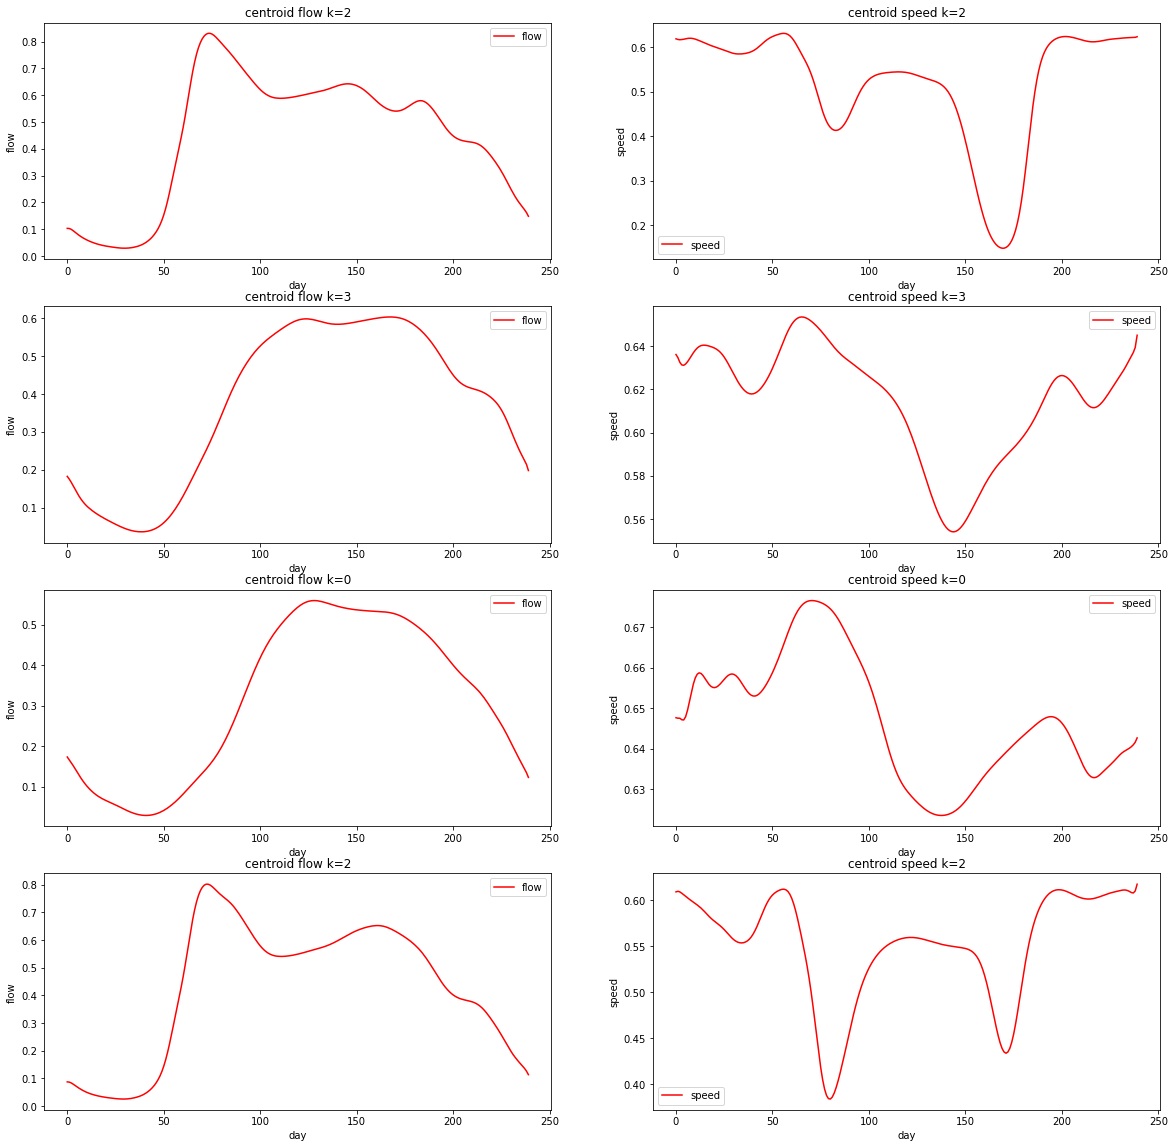 centroid flow k=2
flow
0.8
0.7
0.6
0.5
0.4
0.3
0.2
0.1
0.0
flow
0 50 100 150 200 250
day
centroid speed k=2
0.6
0.5
0.4
0.3
0.2
speed
speed
0 50 100 150 200 250
day
centroid flow k=3
flow
0.6
0.5
0.4
0.3
0.2
0.1
flow
0 50 100 150 200 250
day
centroid speed k=3
speed
0.64
0.62
0.60
0.58
0.56
speed
0 50 100 150 200 250
day
centroid flow k=0
flow
0.5
0.4
0.3
0.2
0.1
flow
0 50 100 150 200 250
day
centroid speed k=0
speed
0.67
0.66
0.65
0.64
0.63
speed
0 50 100 150 200 250
day
centroid flow k=2
flow
0.8
0.7
0.6
0.5
0.4
0.3
0.2
0.1
0.0
flow
0 50 100 150 200 250
day
centroid speed k=2
0.60
0.55
0.50
0.45
0.40
speed
speed
0 50 100 150 200 250
day